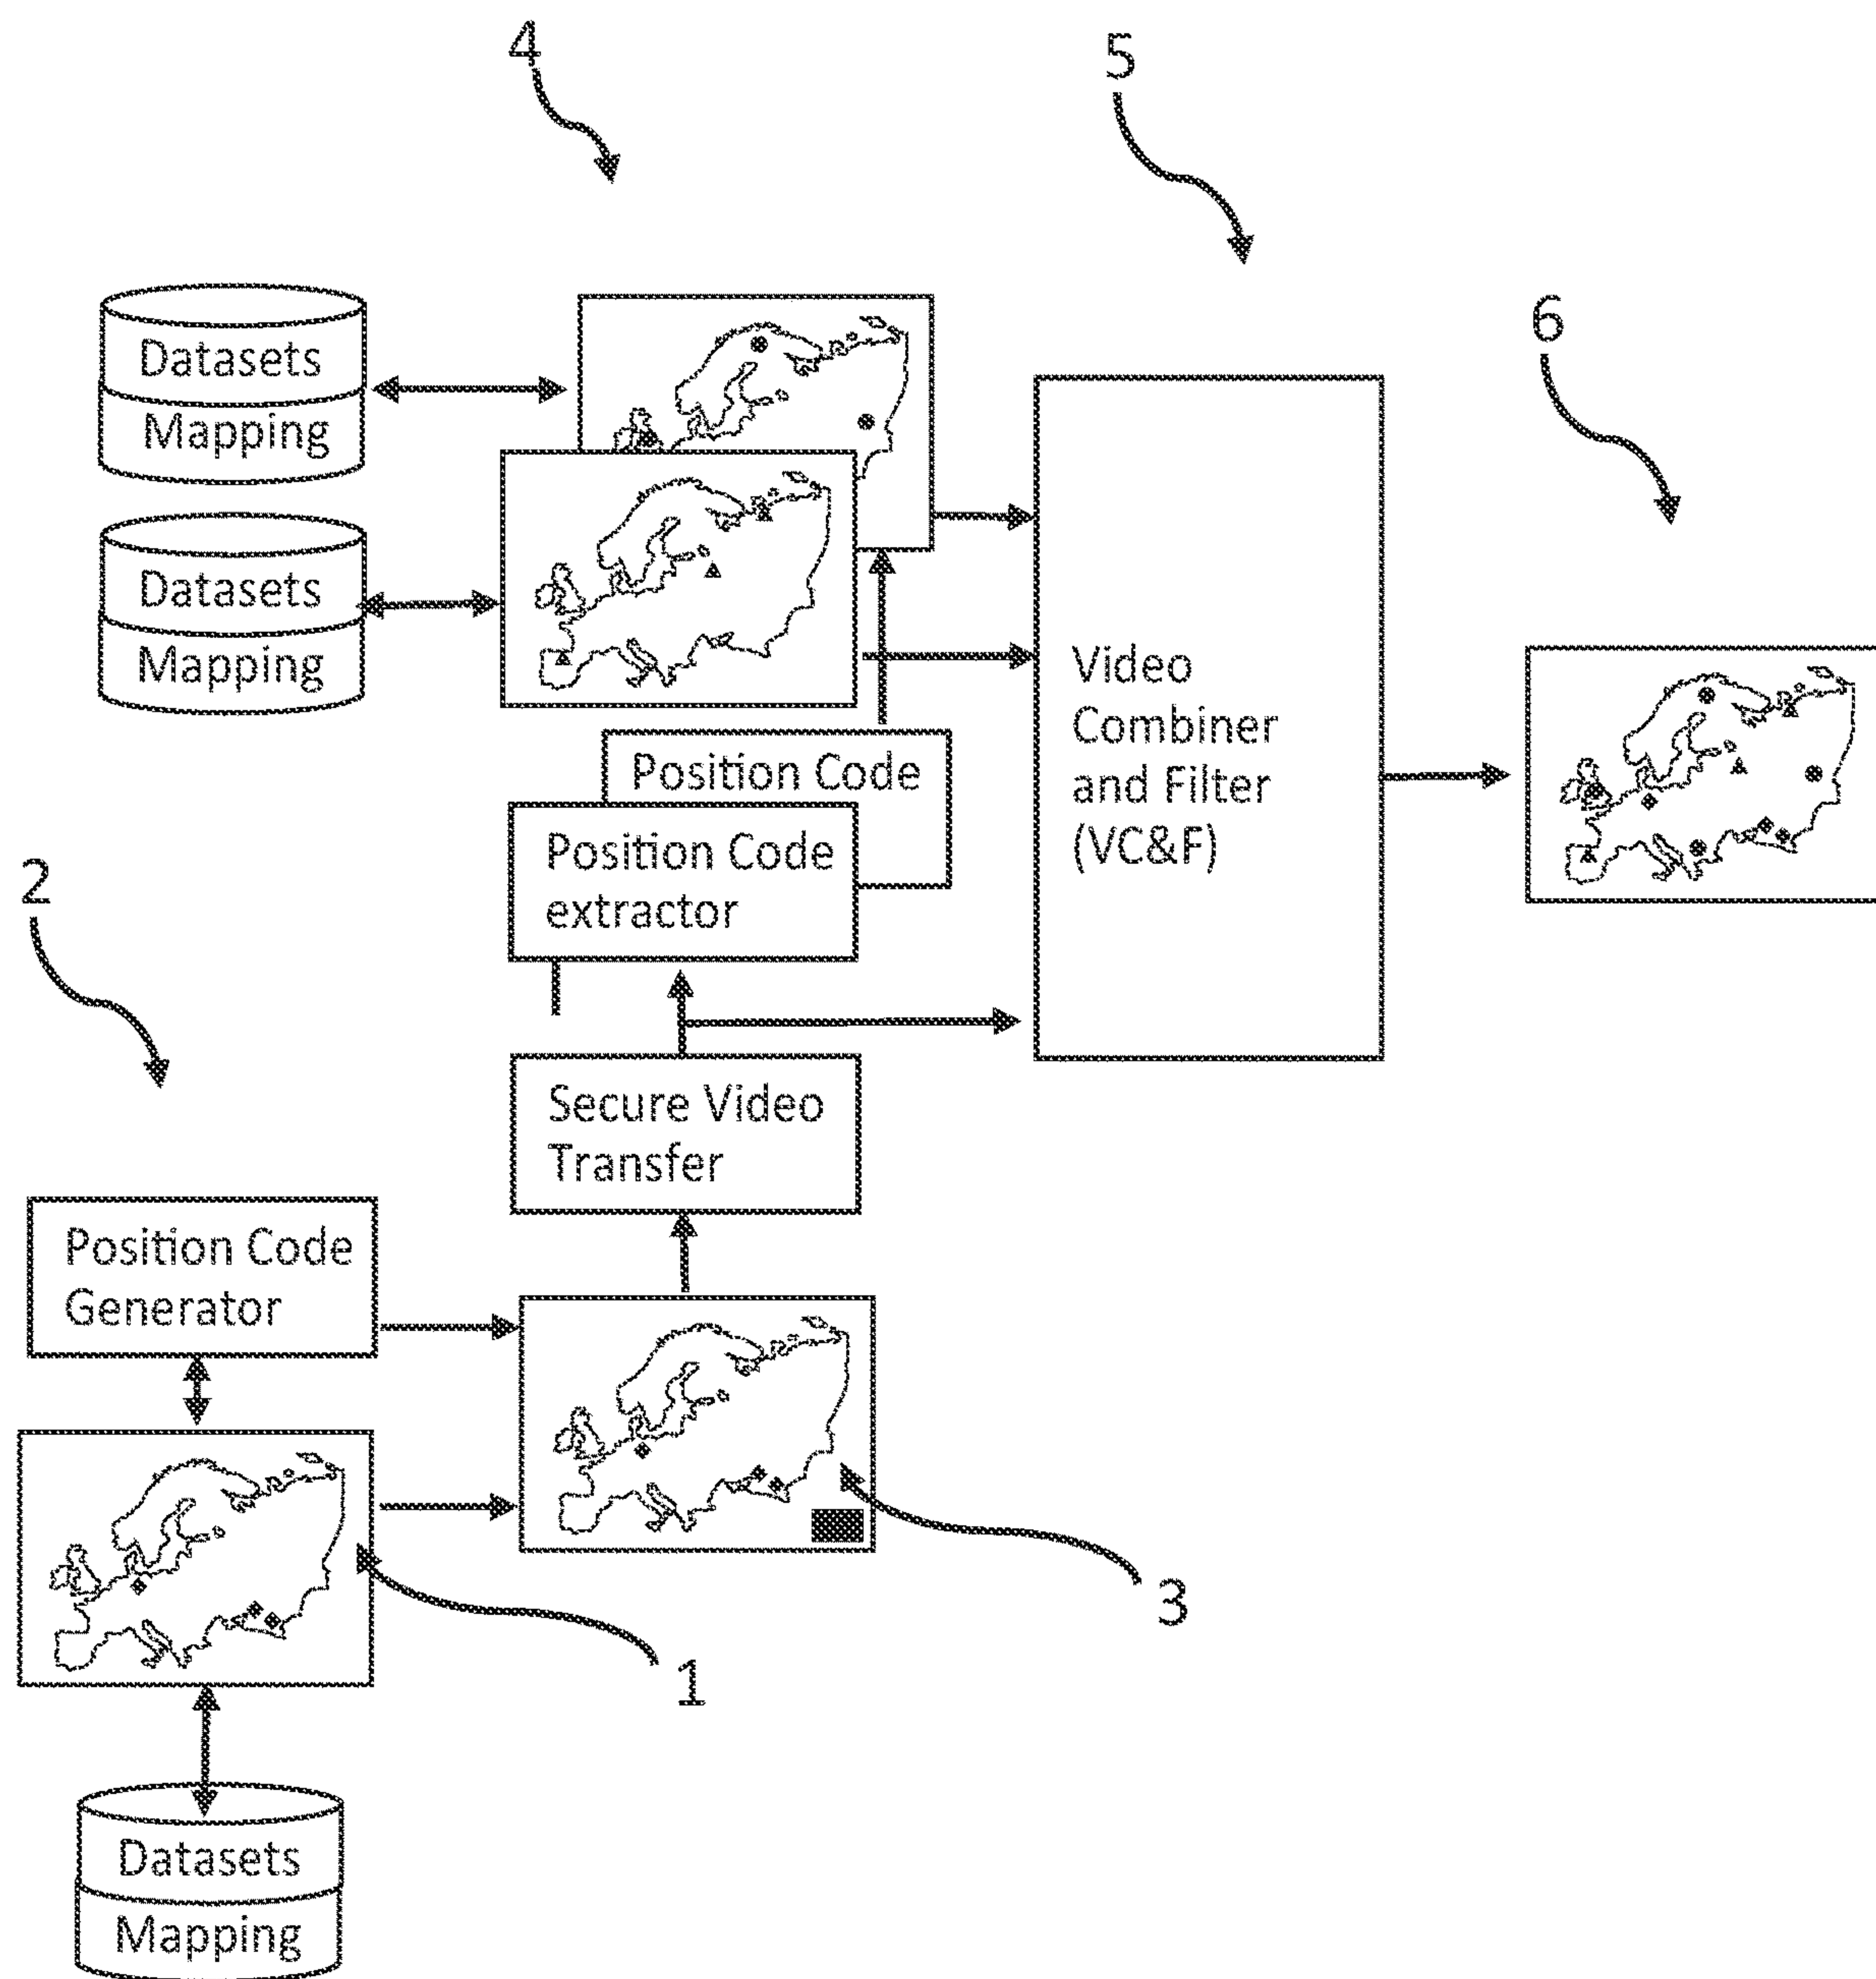 4
5
6
Datasets
Mapping
Datasets
Mapping
Video
Combiner
and Filter
(VC&F)
Position Code
Position Code
extractor
2
Secure Video
Transfer
Position Code
Generator
3
1
Datasets
Mapping